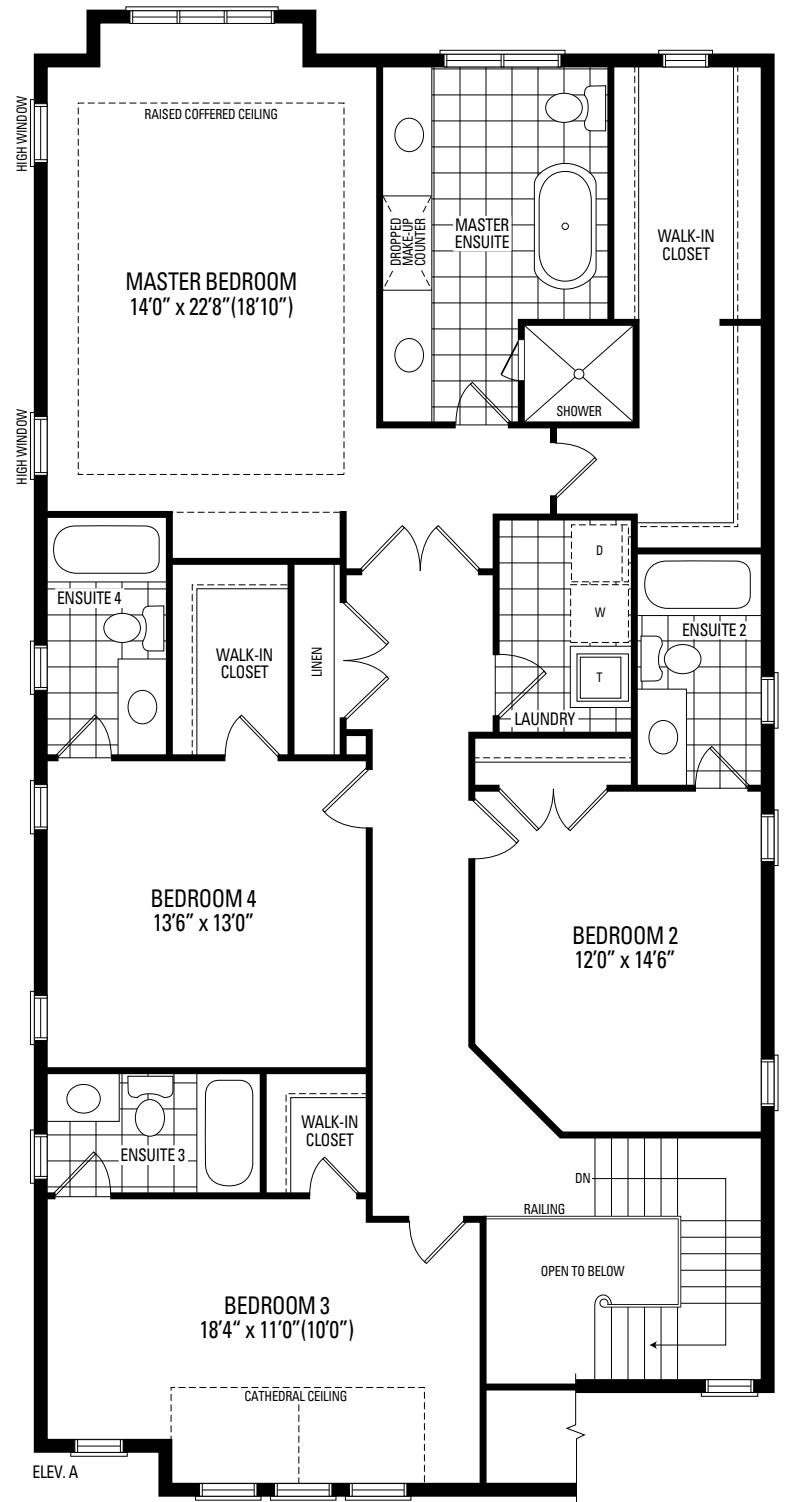 HIGH WINDOW
RAISED COFFERED CEILING
DROPPED
MAKE-UP
COUNTER
MASTER
ENSUITE
WALK-IN
CLOSET
MASTER BEDROOM
14'0" x 22'8"(18'10")
SHOWER
HIGH WINDOW
D
W
T
LAUNDRY
ENSUITE 4
WALK-IN
CLOSET
LINEN
ENSUITE 2
BEDROOM 4
13'6" x 13'0"
BEDROOM 2
12'0" x 14'6"
ENSUITE 3
WALK-IN
CLOSET
DN
RAILING
OPEN TO BELOW
BEDROOM 3
18'4" x 11'0"(10'0")
CATHEDRAL CEILING
ELEV. A